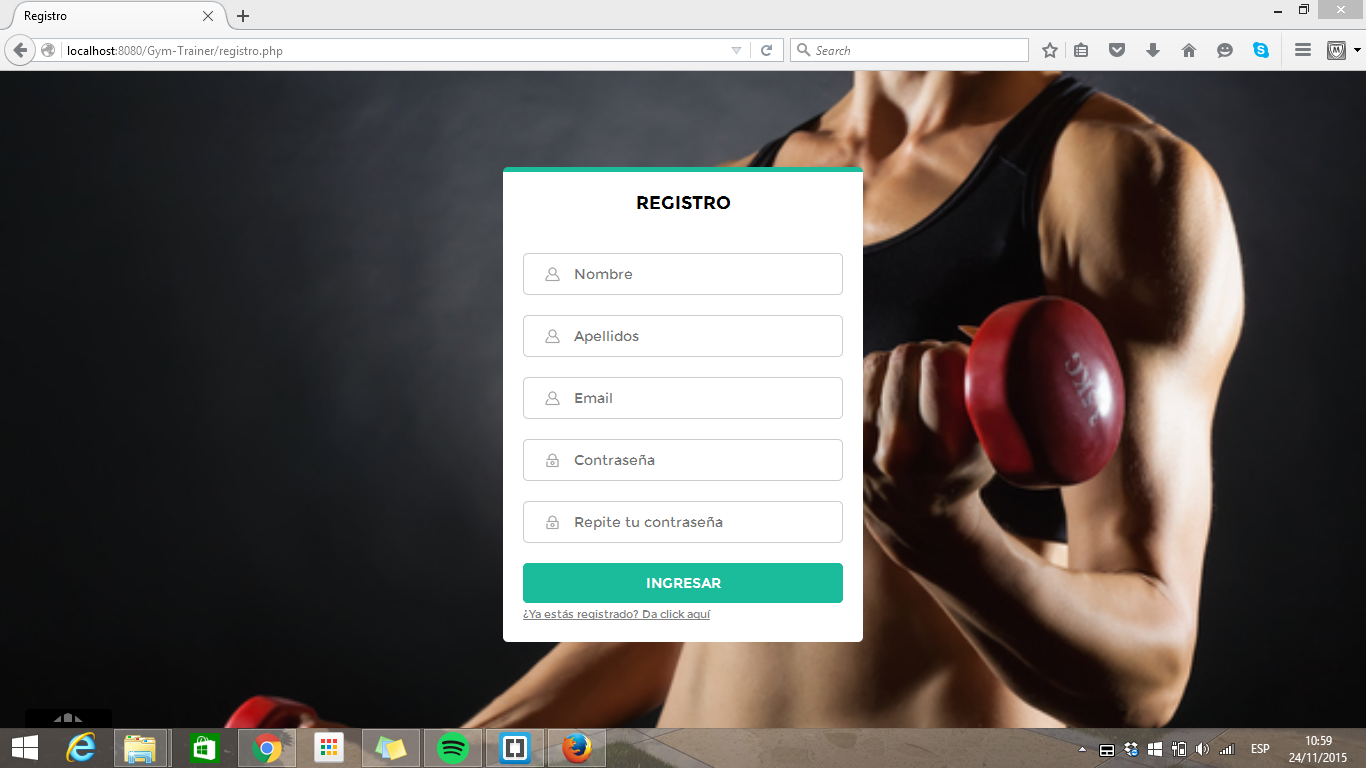 Registro
localhost:8080/Gym-Trainer/registro.php
Search
REGISTRO
Nombre
Apellidos
Email
Contraseña
Repite tu contraseña
INGRESAR
¿Ya estás registrado? Da click aquí
ESP
10:59
24/11/2015